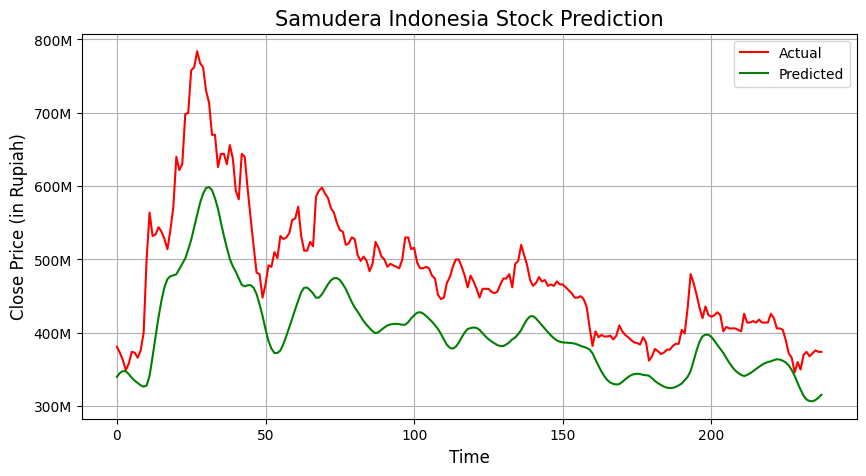 Samudera Indonesia Stock Prediction
Actual
Predicted
Close Price (in Rupiah)
800M
700M
600M
500M
400M
300M
0
50
100
150
200
Time